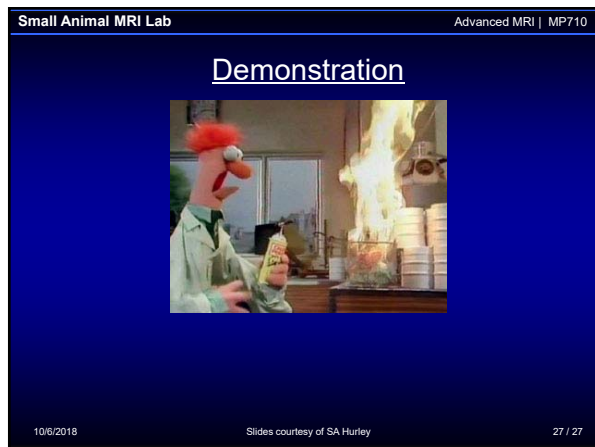 Small Animal MRI Lab
Advanced MRI | MP710
Demonstration
10/6/2018
Slides courtesy of SA Hurley
27 / 27